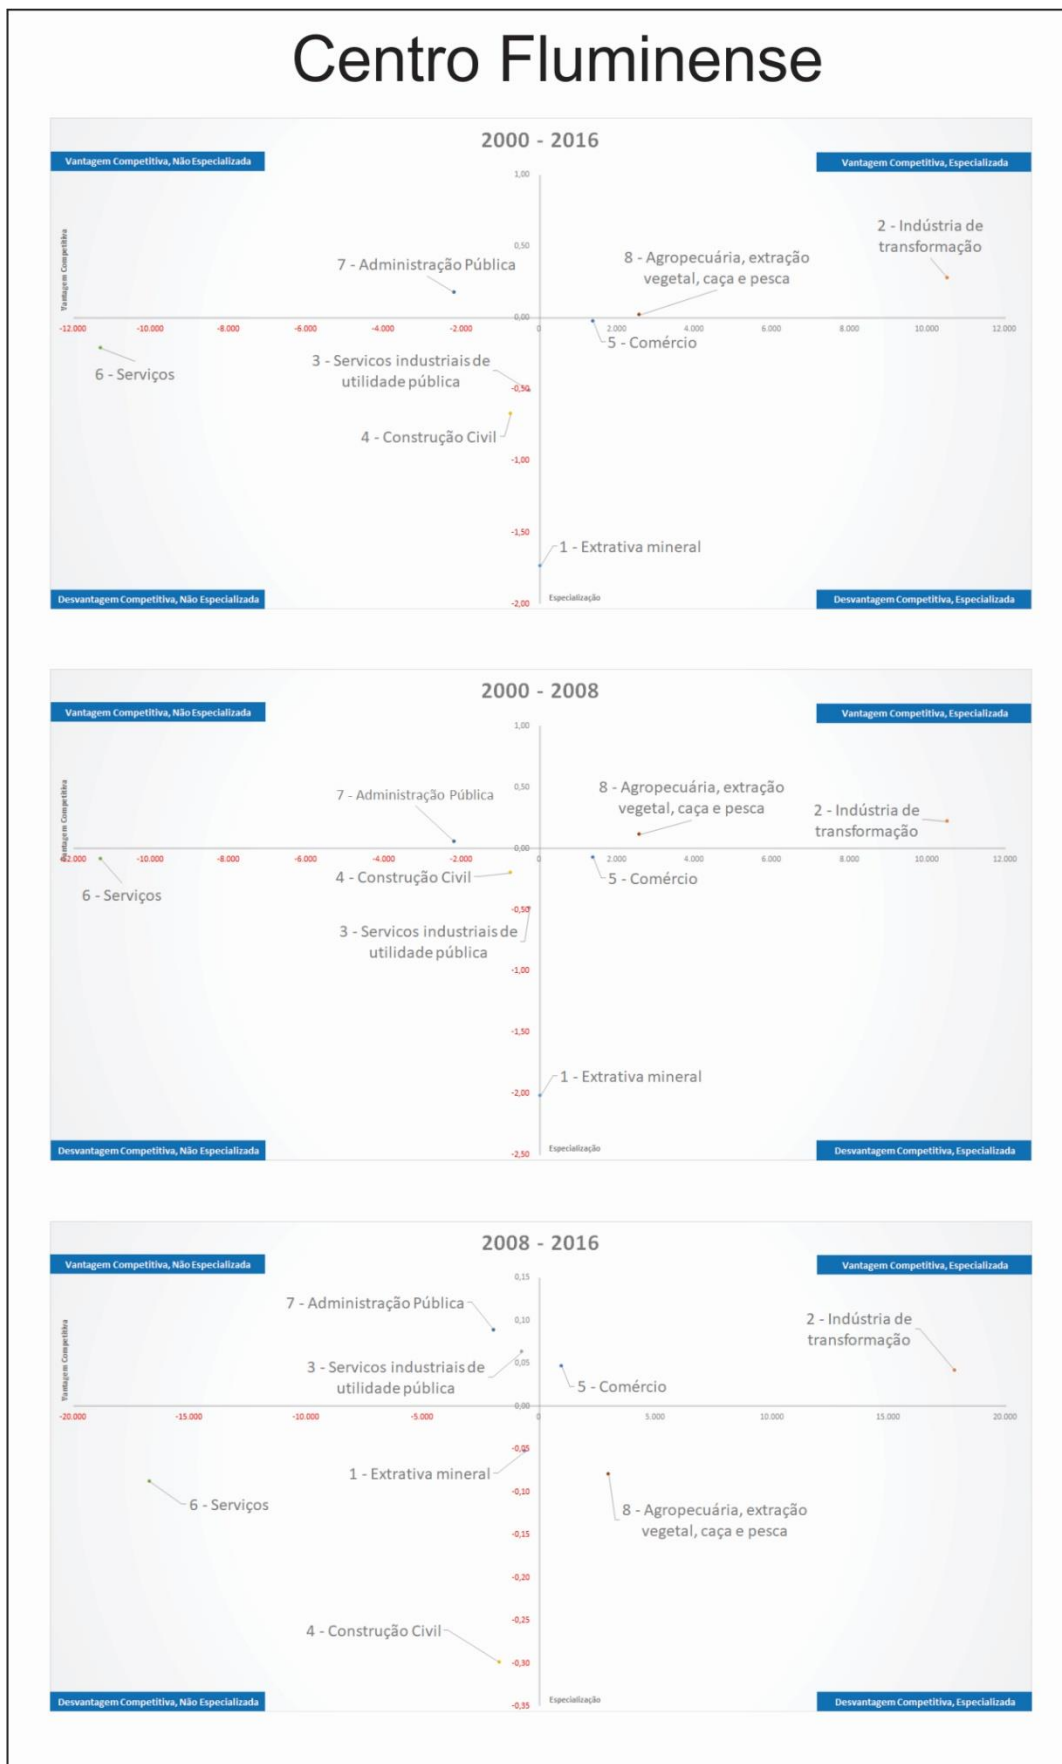 Centro Fluminense
2000 - 2016
Vantagem Competitiva, Não Especializada
Vantagem Competitiva, Especializada
1,00
2 - Indústria de
transformação
0,50
8 - Agropecuária, extração
vegetal, caça e pesca
7 - Administração Pública
Vantagem Competitiva
0,00
-12.000 -10.000 -8.000 -6.000 -4.000 -2.000 0 2.000 4.000 6.000 8.000 10.000 12.000
5 - Comércio
3 - Servicos industriais de
utilidade pública
6 - Serviços
-0,50
4 - Construção Civil
-1,00
-1,50
1 - Extrativa mineral
Especialização
-2,00
Desvantagem Competitiva, Não Especializada
Desvantagem Competitiva, Especializada
2000 - 2008
Vantagem Competitiva, Não Especializada
Vantagem Competitiva, Especializada
1,00
0,50
8 - Agropecuária, extração
vegetal, caça e pesca
7 - Administração Pública
2 - Indústria de
transformação
Vantagem Competitiva
0,00
-12.000 -10.000 -8.000 -6.000 -4.000 -2.000 0 2.000 4.000 6.000 8.000 10.000 12.000
4 - Construção Civil
5 - Comércio
6 - Serviços
-0,50
3 - Servicos industriais de
utilidade pública
-1,00
-1,50
1 - Extrativa mineral
-2,00
Especialização
-2,50
Desvantagem Competitiva, Não Especializada
Desvantagem Competitiva, Especializada
2008 - 2016
Vantagem Competitiva, Não Especializada
Vantagem Competitiva, Especializada
0,15
7 - Administração Pública
0,10
2 - Indústria de
transformação
Vantagem Competitiva
3 - Servicos industriais de
utilidade pública
0,05
5 - Comércio
0,00
-20.000 -15.000 -10.000 -5.000 0 5.000 10.000 15.000 20.000
-0,05
1 - Extrativa mineral
-0,10
6 - Serviços
8 - Agropecuária, extração
vegetal, caça e pesca
-0,15
-0,20
-0,25
4 - Construção Civil
-0,30
Especialização
-0,35
Desvantagem Competitiva, Não Especializada
Desvantagem Competitiva, Especializada